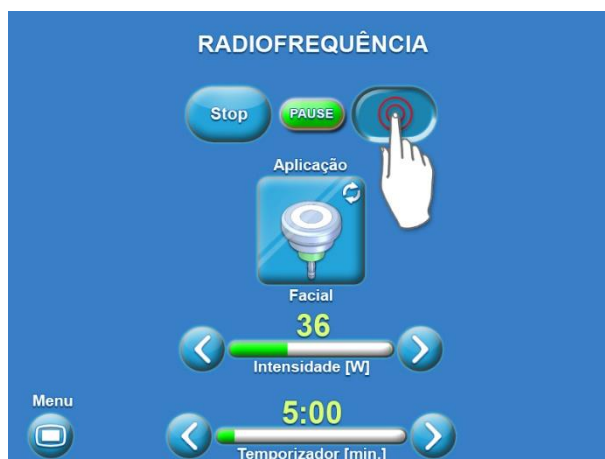 RADIOFREQUÊNCIA
Stop
PAUSE
Aplicação
Facial
36
Intensidade [W]
Menu
5:00
Temporizador [min.]